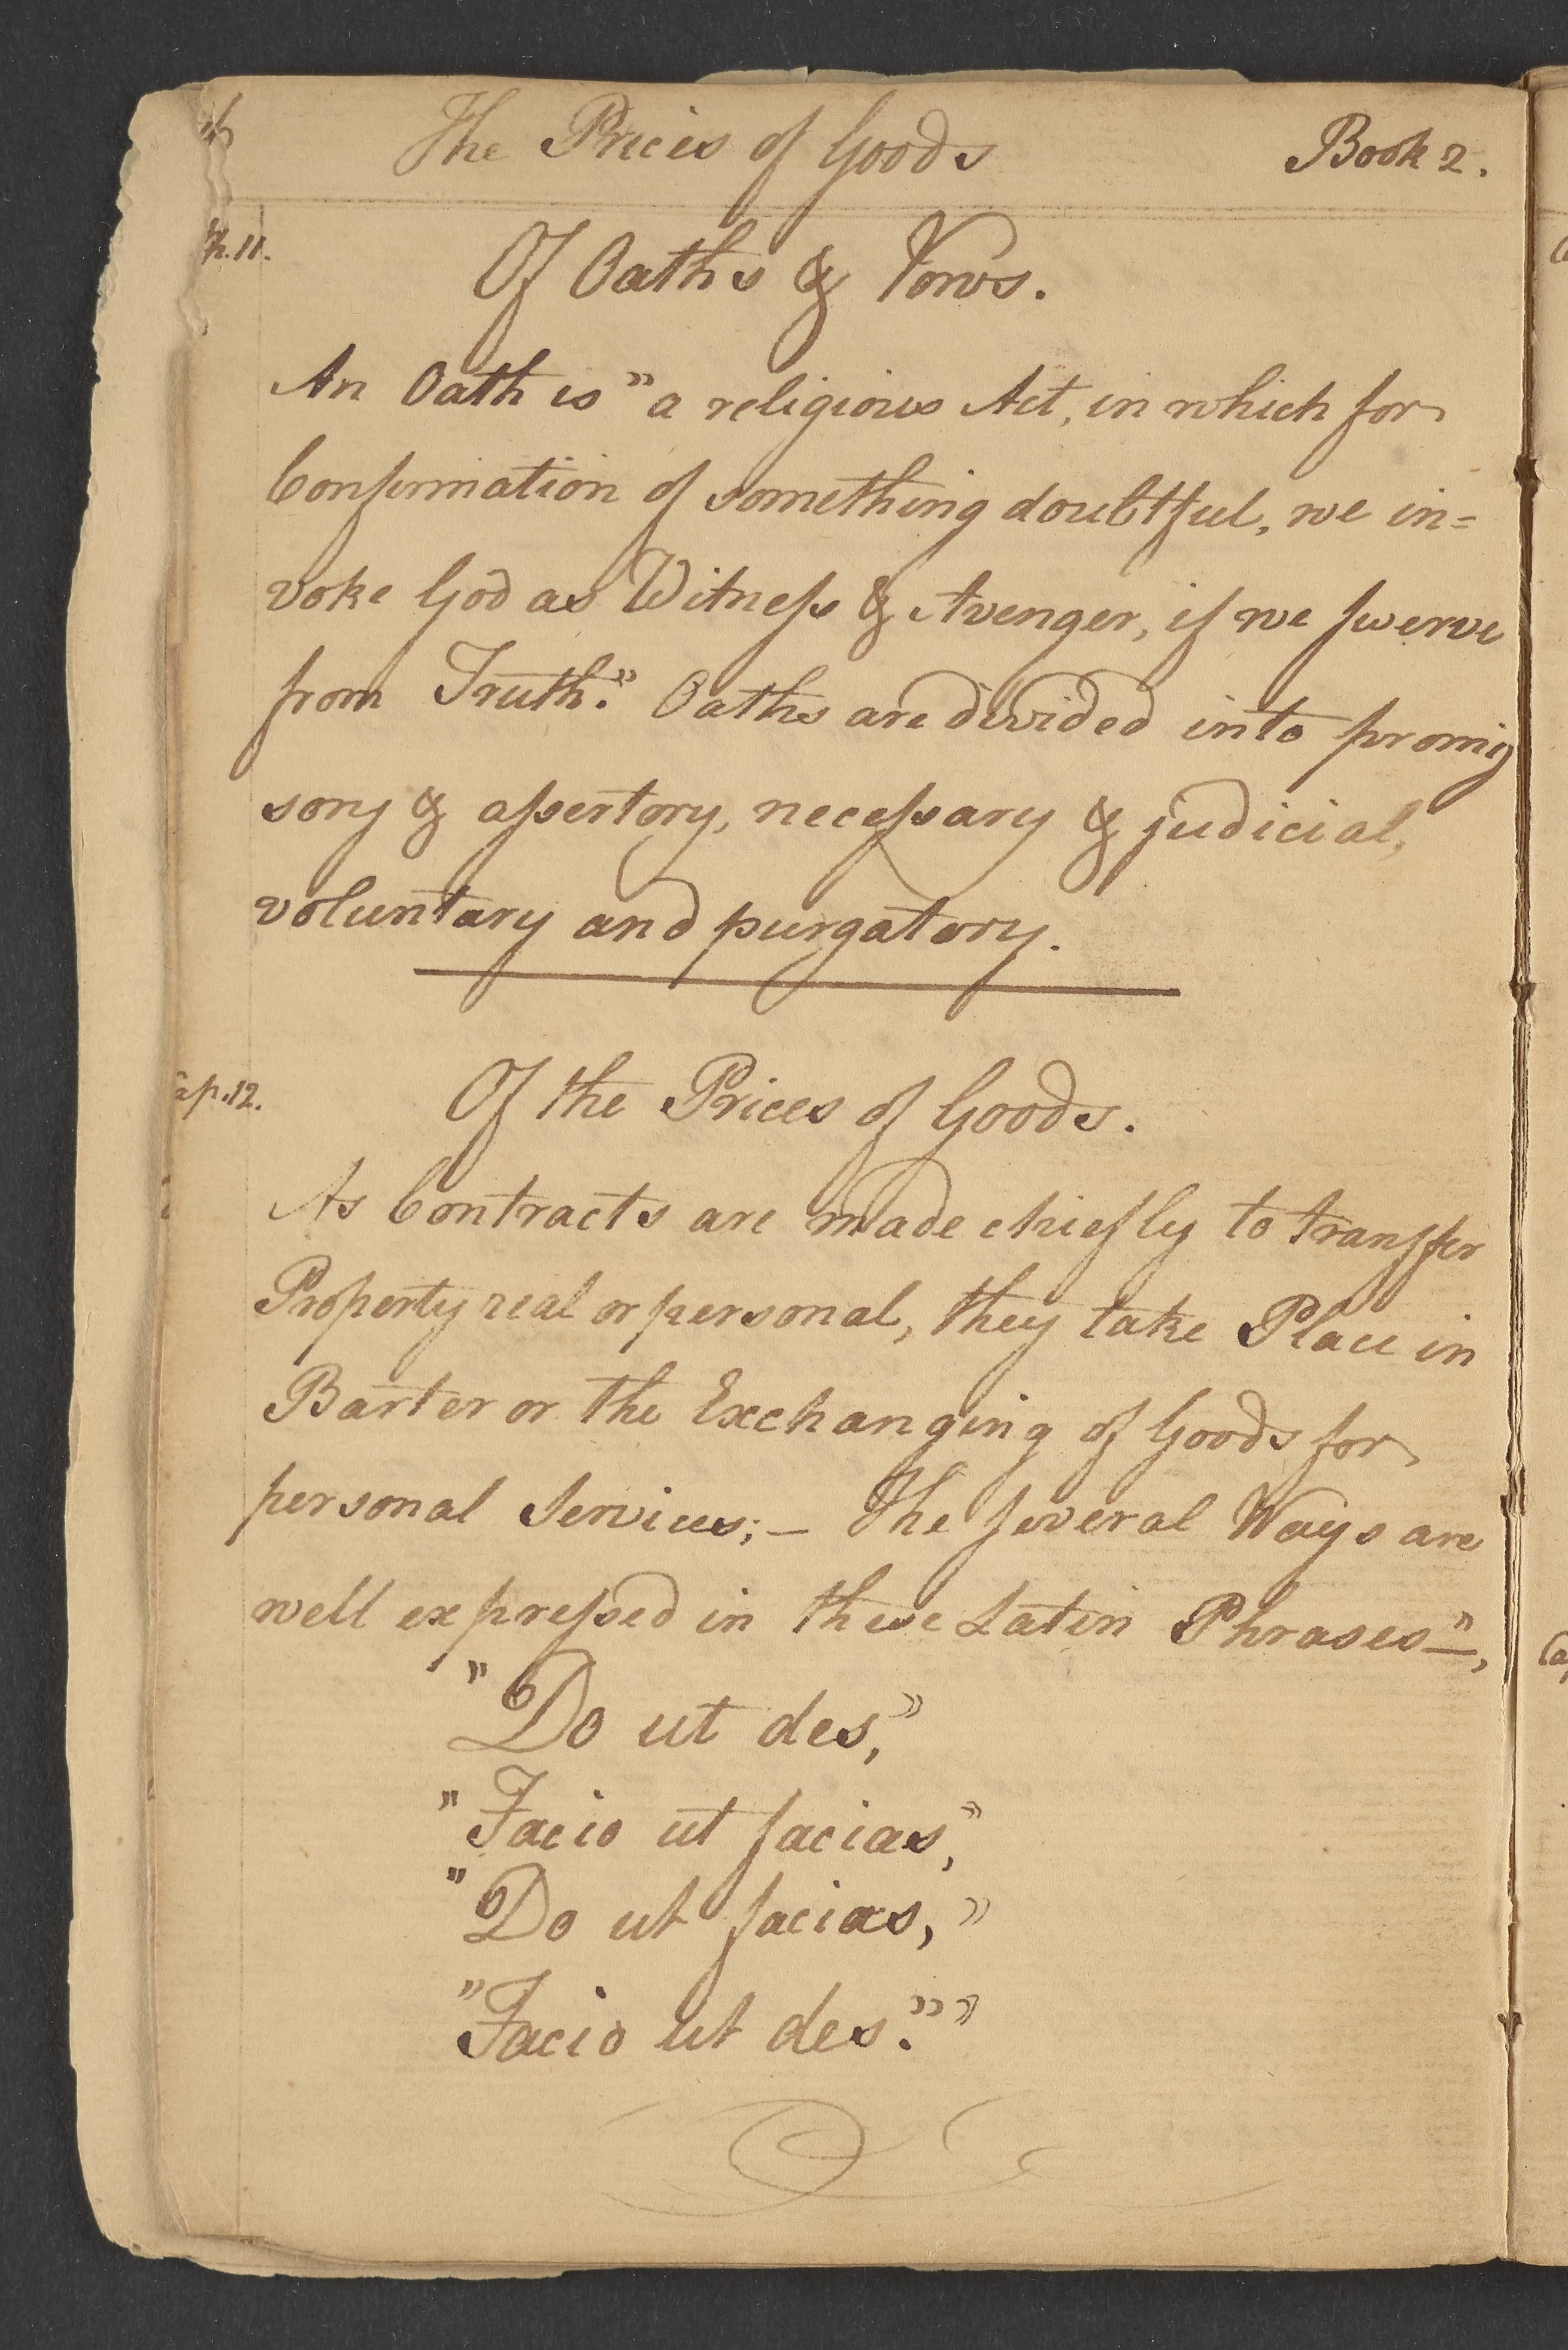 The Prices of Goods Book 2.
p. 11.
Of Oaths & Vows.
An Oath is "a religious Act, in which for
Confirmation of something doubtful, we in=
voke God as Witness & Avenger, if we swerve
from Truth." Oaths are divided into promis
sory & assertory, necessary & judicial,
voluntary and purgatory.
ap. 12.
Of the Prices of Goods.
As Contracts are made chiefly to transfer
Property real or personal, they take Place in
Barter or the Exchanging of Goods for
personal Services;— The several Ways are
well expressed in these Latin Phrases—",
"Do ut des,"
"Facio ut facias,"
"Do ut facias,"
"Facio ut des.""